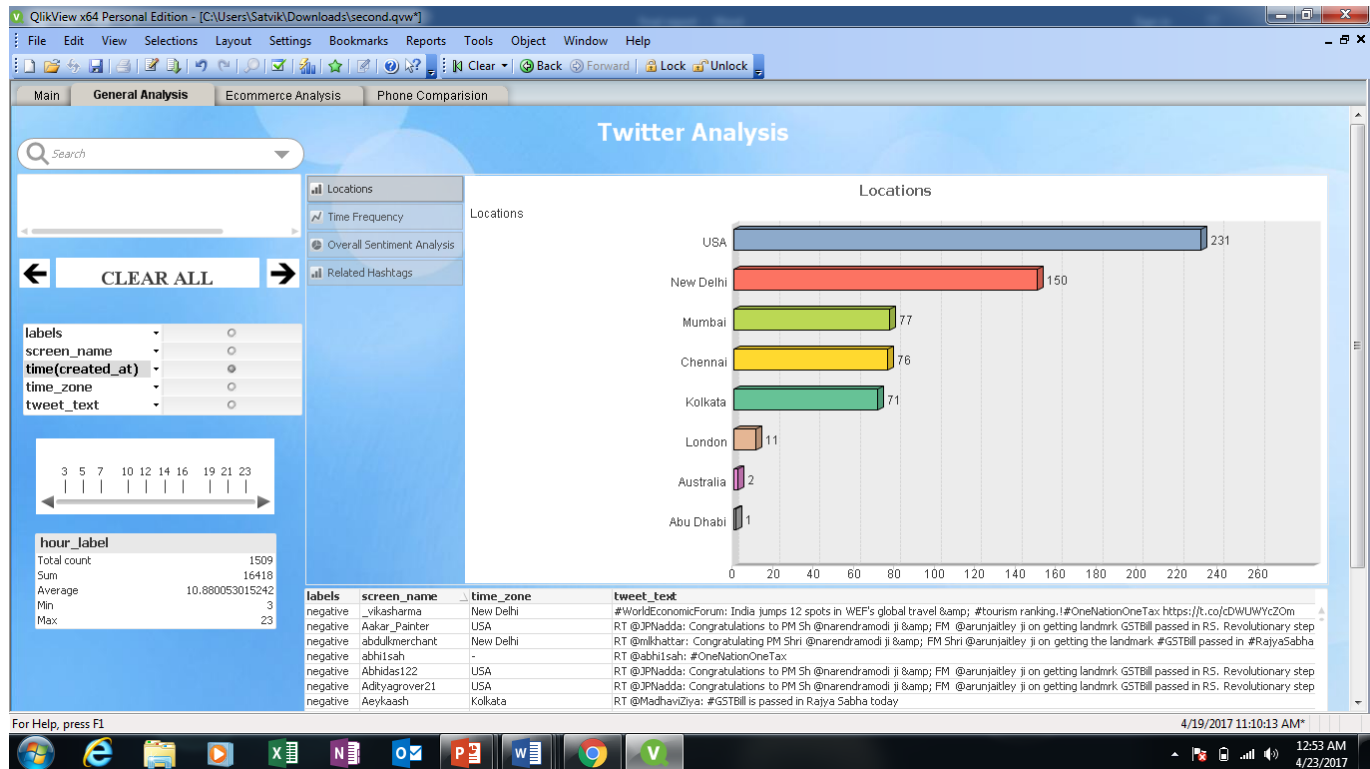 QlikView x64 Personal Edition - [C:\Users\Satvik\Downloads\second.qvw*]
File Edit View Selections Layout Settings Bookmarks Reports Tools Object Window Help
Clear Back Forward Lock Unlock
Main General Analysis Ecommerce Analysis Phone Comparision
Twitter Analysis
Search
Locations
Time Frequency
Overall Sentiment Analysis
Related Hashtags
CLEAR ALL
labels
screen_name
time(created_at)
time_zone
tweet_text
3 5 7 10 12 14 16 19 21 23
hour_label
Total count 1509
Sum 16418
Average 10.880053015242
Min 3
Max 23
Locations
Locations
USA 231
New Delhi 150
Mumbai 77
Chennai 76
Kolkata 71
London 11
Australia 2
Abu Dhabi 1
0 20 40 60 80 100 120 140 160 180 200 220 240 260
labels screen_name time_zone tweet_text
negative _vikasharma New Delhi #WorldEconomicForum: India jumps 12 spots in WEF's global travel &amp; #tourism ranking.!#OneNationOneTax https://t.co/cDWUWYcZOm
negative Aakar_Painter USA RT @JPNadda: Congratulations to PM Sh @narendramodi ji &amp; FM @arunjaitley ji on getting landmrk GSTBill passed in RS. Revolutionary step
negative abdulkmerchant New Delhi RT @mlkhattar: Congratulating PM Shri @narendramodi ji &amp; FM Shri @arunjaitley ji on getting the landmark #GSTBill passed in #RajyaSabha
negative abhi1sah - RT @abhi1sah: #OneNationOneTax
negative Abhidas122 USA RT @JPNadda: Congratulations to PM Sh @narendramodi ji &amp; FM @arunjaitley ji on getting landmrk GSTBill passed in RS. Revolutionary step
negative Adityagrover21 USA RT @JPNadda: Congratulations to PM Sh @narendramodi ji &amp; FM @arunjaitley ji on getting landmrk GSTBill passed in RS. Revolutionary step
negative Aeykaash Kolkata RT @MadhaviZiya: #GSTBill is passed in Rajya Sabha today
For Help, press F1
4/19/2017 11:10:13 AM*
12:53 AM
4/23/2017